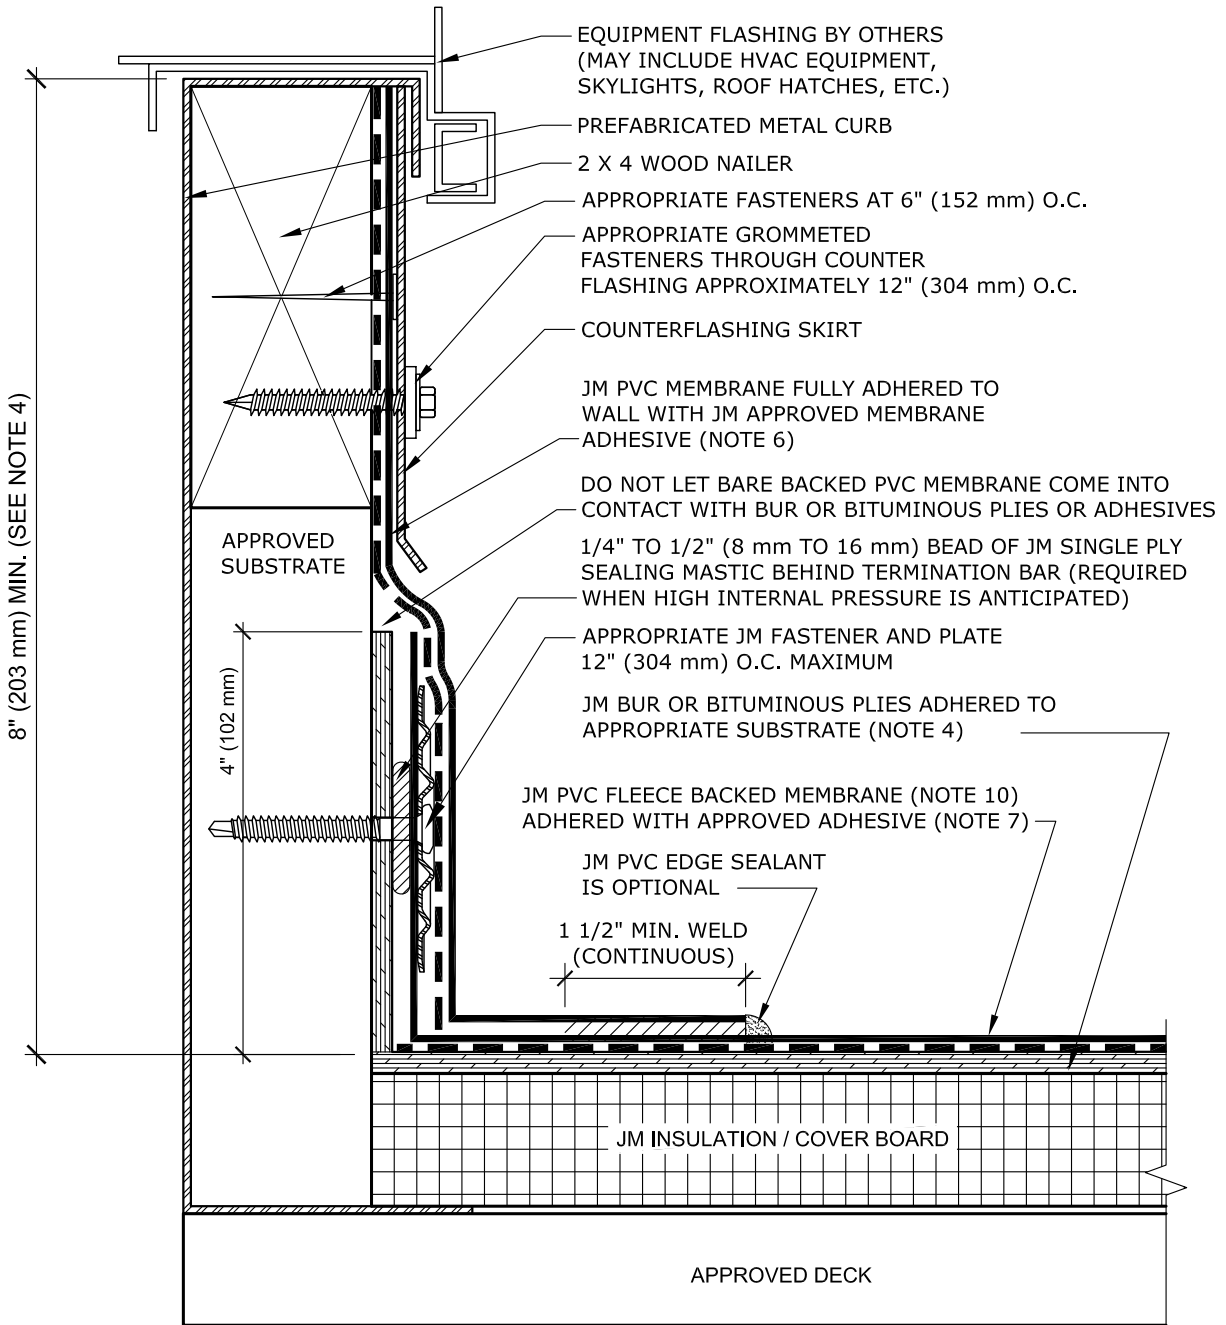 EQUIPMENT FLASHING BY OTHERS
(MAY INCLUDE HVAC EQUIPMENT,
SKYLIGHTS, ROOF HATCHES, ETC.)
PREFABRICATED METAL CURB
2 X 4 WOOD NAILER
APPROPRIATE FASTENERS AT 6" (152 mm) O.C.
APPROPRIATE GROMMETED
FASTENERS THROUGH COUNTER
FLASHING APPROXIMATELY 12" (304 mm) O.C.
COUNTERFLASHING SKIRT
JM PVC MEMBRANE FULLY ADHERED TO
WALL WITH JM APPROVED MEMBRANE
ADHESIVE (NOTE 6)
DO NOT LET BARE BACKED PVC MEMBRANE COME INTO
CONTACT WITH BUR OR BITUMINOUS PLIES OR ADHESIVES
1/4" TO 1/2" (8 mm TO 16 mm) BEAD OF JM SINGLE PLY
SEALING MASTIC BEHIND TERMINATION BAR (REQUIRED
WHEN HIGH INTERNAL PRESSURE IS ANTICIPATED)
APPROPRIATE JM FASTENER AND PLATE
12" (304 mm) O.C. MAXIMUM
JM BUR OR BITUMINOUS PLIES ADHERED TO
APPROPRIATE SUBSTRATE (NOTE 4)
JM PVC FLEECE BACKED MEMBRANE (NOTE 10)
ADHERED WITH APPROVED ADHESIVE (NOTE 7)
JM PVC EDGE SEALANT
IS OPTIONAL
1 1/2" MIN. WELD
(CONTINUOUS)
8" (203 mm) MIN. (SEE NOTE 4)
APPROVED
SUBSTRATE
4" (102 mm)
JM INSULATION / COVER BOARD
APPROVED DECK